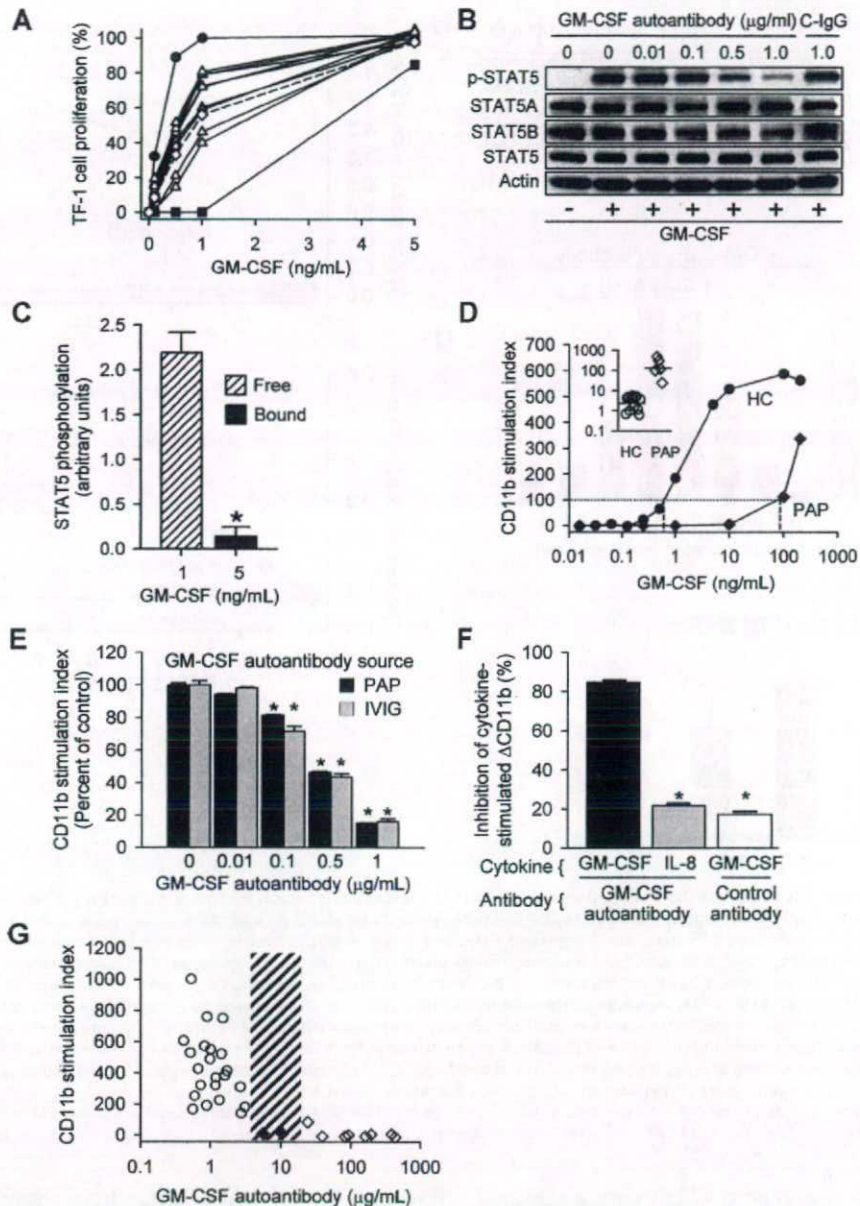 A
TF-1 cell proliferation (%)
100
80
60
40
20
0
0 1 2 3 4 5
GM-CSF (ng/mL)
B
GM-CSF autoantibody (µg/ml) C-IgG
0 0 0.01 0.1 0.5 1.0 1.0
p-STAT5
STAT5A
STAT5B
STAT5
Actin
- + + + + + +
GM-CSF
C
STAT5 phosphorylation
(arbitrary units)
2.5
2.0
1.5
1.0
0.5
0.0
Free
Bound
*
1 5
GM-CSF (ng/mL)
D
CD11b stimulation index
700
600
500
400
300
200
100
0
1000
100
10
1
0.1
HC PAP
HC
PAP
0.01 0.1 1.0 10 100 1000
GM-CSF (ng/mL)
E
CD11b stimulation index
(Percent of control)
120
100
80
60
40
20
0
GM-CSF autoantibody source
PAP
IVIG
* *
* *
* *
0 0.01 0.1 0.5 1
GM-CSF autoantibody (µg/mL)
F
Inhibition of cytokine-
stimulated ΔCD11b (%)
100
80
60
40
20
0
* *
Cytokine { GM-CSF IL-8 GM-CSF
Antibody { GM-CSF autoantibody Control antibody
G
CD11b stimulation index
1200
1000
800
600
400
200
0
0.1 1 10 100 1000
GM-CSF autoantibody (µg/mL)